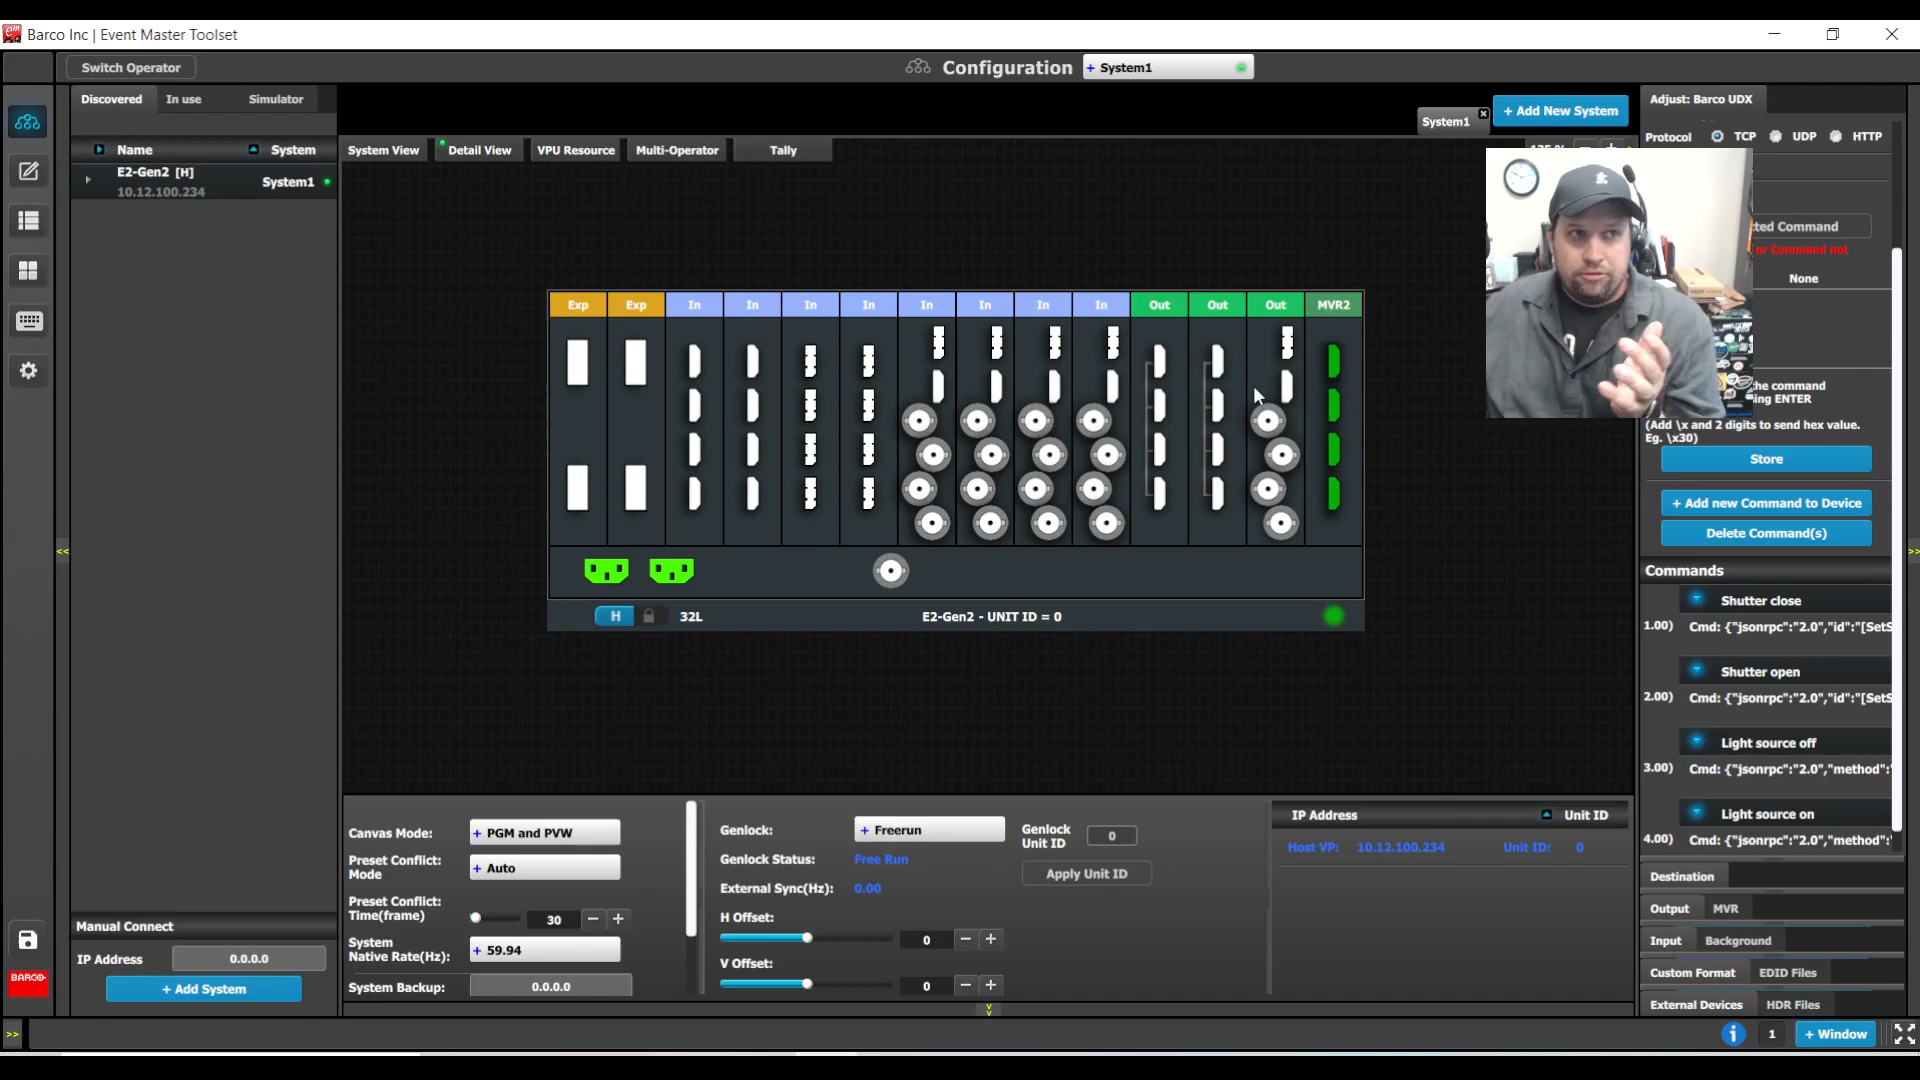 Barco Inc | Event Master Toolset
Switch Operator
Configuration
+ System1
Discovered
In use
Simulator
Name
System
E2-Gen2 [H]
10.12.100.234
System1
System1
+ Add New System
System View
Detail View
VPU Resource
Multi-Operator
Tally
Exp
Exp
In
In
In
In
In
In
In
In
Out
Out
Out
MVR2
H
32L
E2-Gen2 - UNIT ID = 0
Canvas Mode:
+ PGM and PVW
Preset Conflict:
Mode
+ Auto
Preset Conflict:
Time(frame)
30
System
Native Rate(Hz):
+ 59.94
System Backup:
0.0.0.0
Genlock:
+ Freerun
Genlock Status:
Free Run
External Sync(Hz):
0.00
H Offset:
0
V Offset:
0
Genlock
Unit ID
0
Apply Unit ID
IP Address
Unit ID
Host VP:
10.12.100.234
Unit ID:
0
Manual Connect
IP Address
0.0.0.0
+ Add System
BARCO
Adjust: Barco UDX
Protocol
TCP
UDP
HTTP
ted Command
or Command not
None
he command
ing ENTER
(Add \x and 2 digits to send hex value.
Eg. \x30)
Store
+ Add new Command to Device
Delete Command(s)
Commands
Shutter close
1.00)
Cmd: {"jsonrpc":"2.0","id":"[SetS
Shutter open
2.00)
Cmd: {"jsonrpc":"2.0","id":"[SetS
Light source off
3.00)
Cmd: {"jsonrpc":"2.0","method":"
Light source on
4.00)
Cmd: {"jsonrpc":"2.0","method":"
Destination
Output
MVR
Input
Background
Custom Format
EDID Files
External Devices
HDR Files
1
+ Window